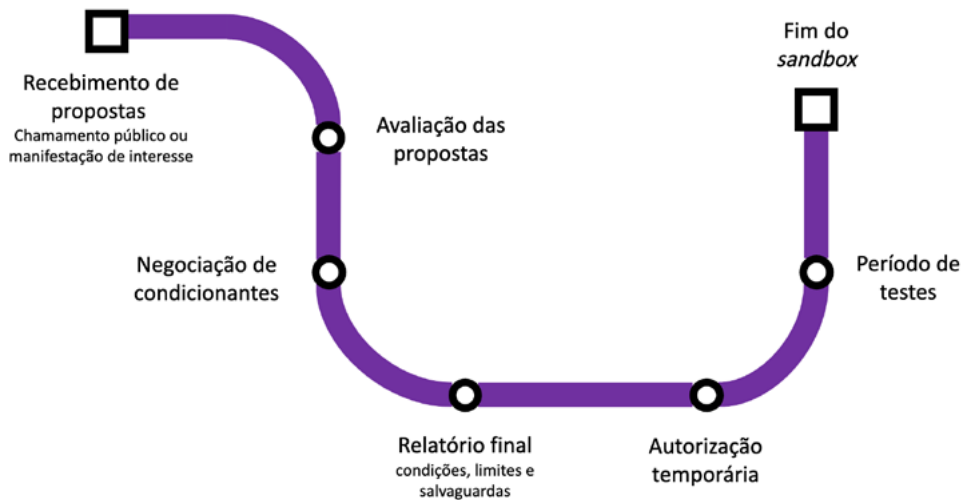 Recebimento de
propostas
Chamamento público ou
manifestação de interesse
Avaliação das
propostas
Negociação de
condicionantes
Relatório final
condições, limites e
salvaguardas
Autorização
temporária
Período de
testes
Fim do
sandbox